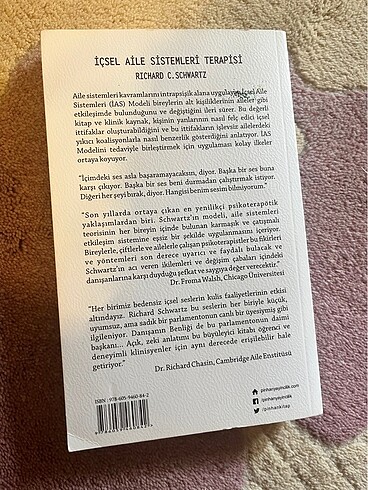 İÇSEL AİLE SİSTEMLERİ TERAPİSİ
RICHARD C. SCHWARTZ
Aile sistemleri kavramlarını intrapsişik alana uygulayan İçsel Aile
Sistemleri (İAS) Modeli bireylerin alt kişiliklerinin aileler gibi
etkileşimde bulunduğunu ve değiştiğini ileri sürer. Bu değerli
kitap ve klinik kaynak, kişinin yanlarının nasıl felç edici içsel
ittifaklar oluşturabildiğini ve bu ittifakların işlevsiz ailelerdeki
yıkıcı koalisyonlarla nasıl benzerlik gösterdiğini anlatıyor. İAS
Modelini tedaviyle birleştirmek için uygulaması kolay ilkeler
ortaya koyuyor.
"İçimdeki ses asla başaramayacaksın, diyor. Başka bir ses buna
karşı çıkıyor. Başka bir ses beni durmadan çalıştırmak istiyor.
Diğeri her şeyi bırak, diyor. Hangisi benim sesim bilmiyorum."
"Son yıllarda ortaya çıkan en yenilikçi psikoterapötik
yaklaşımlardan biri. Schwartz'ın modeli, aile sistemleri
teorisinin her bireyin içinde bulunan karmaşık ve çatışmalı
etkileşim sistemine eşsiz bir şekilde uygulanmasını içeriyor.
Bireylerle, çiftlerle ve ailelerle çalışan psikoterapistler bu fikirleri
ve yöntemleri son derece uyarıcı ve faydalı bulacak ve
Schwartz'ın acı veren ikilemleri ve değişim çabaları içindeki
danışanlarına karşı duyduğu şefkat ve saygıya değer verecektir."
Dr. Froma Walsh, Chicago Üniversitesi
"Her birimiz bedensiz içsel seslerin kulis faaliyetlerinin etkisi
altındayız. Richard Schwartz bu seslerin her biriyle küçük,
uyumsuz, ama sadık bir parlamentonun canlı bir üyesiymiş gibi
ilgileniyor. Danışanın Benliği de bu parlamentonun daimi
başkanı... Açık, zeki anlatımı bu büyüleyici kitabı öğrenci ve
deneyimli klinisyenler için aynı derecede erişilebilir hale
getiriyor."
Dr. Richard Chasin, Cambridge Aile Enstitüsü
ISBN: 978-605-9460-84-2
pinhanyayincilik.com
/pinhanyayincilik
/pinhankitap